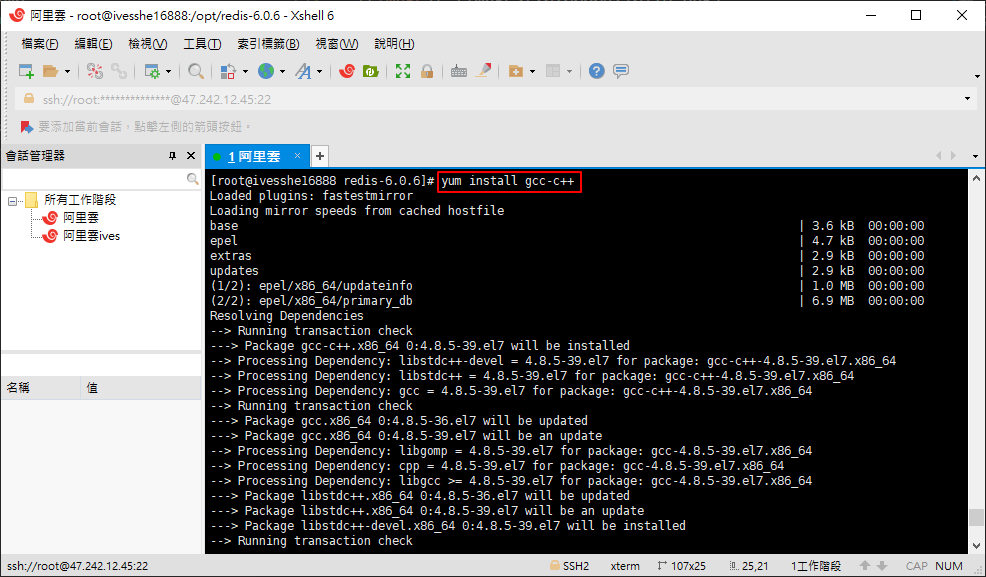 阿里雲 - root@ivesshe16888:/opt/redis-6.0.6 - Xshell 6
檔案(F) 編輯(E) 檢視(V) 工具(T) 索引標籤(B) 視窗(W) 說明(H)
ssh://root:**************@47.242.12.45:22
要添加當前會話，點擊左側的箭頭按鈕。
會話管理器
1 阿里雲
所有工作階段
阿里雲
阿里雲ives
名稱 值
[root@ivesshe16888 redis-6.0.6]# yum install gcc-c++
Loaded plugins: fastestmirror
Loading mirror speeds from cached hostfile
base | 3.6 kB 00:00:00
epel | 4.7 kB 00:00:00
extras | 2.9 kB 00:00:00
updates | 2.9 kB 00:00:00
(1/2): epel/x86_64/updateinfo | 1.0 MB 00:00:00
(2/2): epel/x86_64/primary_db | 6.9 MB 00:00:00
Resolving Dependencies
--> Running transaction check
---> Package gcc-c++.x86_64 0:4.8.5-39.el7 will be installed
--> Processing Dependency: libstdc++-devel = 4.8.5-39.el7 for package: gcc-c++-4.8.5-39.el7.x86_64
--> Processing Dependency: libstdc++ = 4.8.5-39.el7 for package: gcc-c++-4.8.5-39.el7.x86_64
--> Processing Dependency: gcc = 4.8.5-39.el7 for package: gcc-c++-4.8.5-39.el7.x86_64
--> Running transaction check
---> Package gcc.x86_64 0:4.8.5-36.el7 will be updated
---> Package gcc.x86_64 0:4.8.5-39.el7 will be an update
--> Processing Dependency: libgomp = 4.8.5-39.el7 for package: gcc-4.8.5-39.el7.x86_64
--> Processing Dependency: cpp = 4.8.5-39.el7 for package: gcc-4.8.5-39.el7.x86_64
--> Processing Dependency: libgcc >= 4.8.5-39.el7 for package: gcc-4.8.5-39.el7.x86_64
---> Package libstdc++.x86_64 0:4.8.5-36.el7 will be updated
---> Package libstdc++.x86_64 0:4.8.5-39.el7 will be an update
---> Package libstdc++-devel.x86_64 0:4.8.5-39.el7 will be installed
--> Running transaction check
ssh://root@47.242.12.45:22 SSH2 xterm 107x25 25,21 1工作階段 CAP NUM